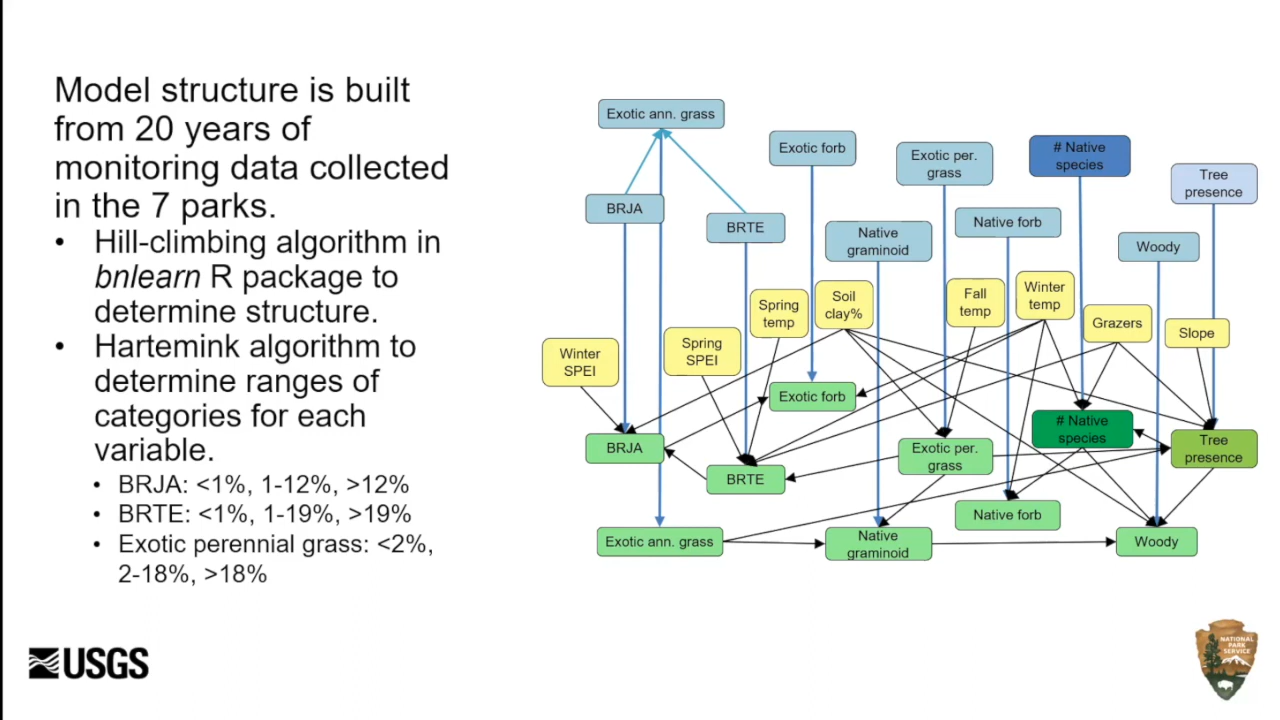 Model structure is built
from 20 years of
monitoring data collected
in the 7 parks.
• Hill-climbing algorithm in
bnlearn R package to
determine structure.
• Hartemink algorithm to
determine ranges of
categories for each
variable.
• BRJA: <1%, 1-12%, >12%
• BRTE: <1%, 1-19%, >19%
• Exotic perennial grass: <2%,
2-18%, >18%
Exotic ann. grass
Exotic forb
Exotic per.
grass
# Native
species
Tree
presence
BRJA
BRTE
Native
graminoid
Native forb
Woody
Winter
SPEI
Spring
SPEI
Spring
temp
Soil
clay%
Fall
temp
Winter
temp
Grazers
Slope
Exotic forb
BRJA
BRTE
Exotic per.
grass
# Native
species
Tree
presence
Native forb
Exotic ann. grass
Native
graminoid
Woody
USGS
NATIONAL
PARK
SERVICE